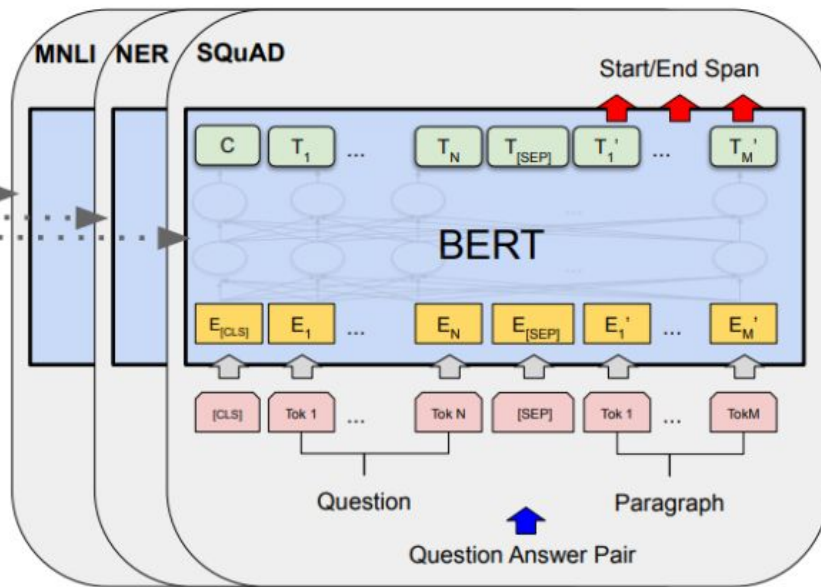 MNLI NER SQuAD
Start/End Span
C T1 ... TN T[SEP] T1' ... TM'
BERT
E[CLS] E1 ... EN E[SEP] E1' ... EM'
[CLS] Tok 1 ... Tok N [SEP] Tok 1 ... TokM
Question Paragraph
Question Answer Pair